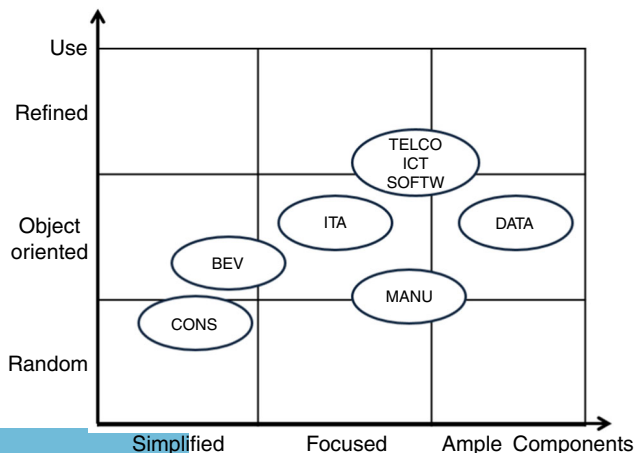 Use
Refined
TELCO
ICT
SOFTW
Object
oriented
ITA
DATA
BEV
MANU
CONS
Random
Simplified Focused Ample Components